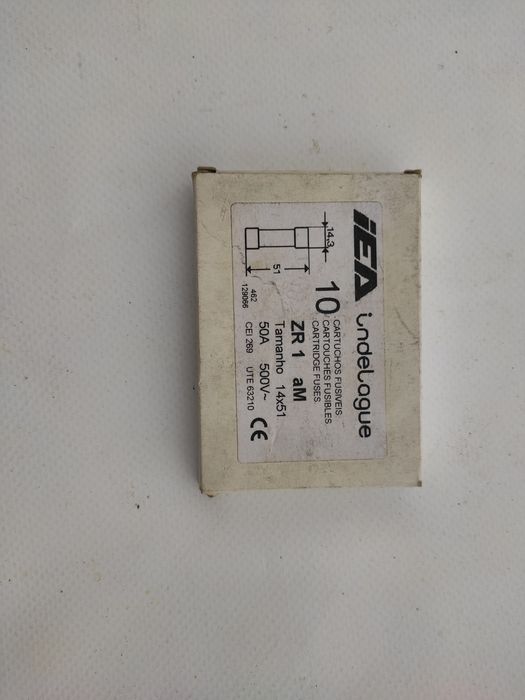 iEA indelague
10 CARTUCHOS FUSIVEIS
CARTOUCHES FUSIBLES
CARTRIDGE FUSES
14,3
51
ZR 1 aM
Tamanho 14x51
50A 500V~
CEI 269 UTE 63210
CE
462
129086